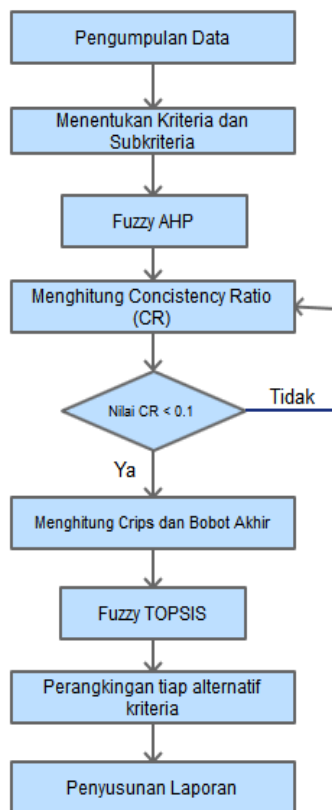 Pengumpulan Data
Menentukan Kriteria dan
Subkriteria
Fuzzy AHP
Menghitung Concistency Ratio
(CR)
Nilai CR < 0.1
Tidak
Ya
Menghitung Crips dan Bobot Akhir
Fuzzy TOPSIS
Perangkingan tiap alternatif
kriteria
Penyusunan Laporan